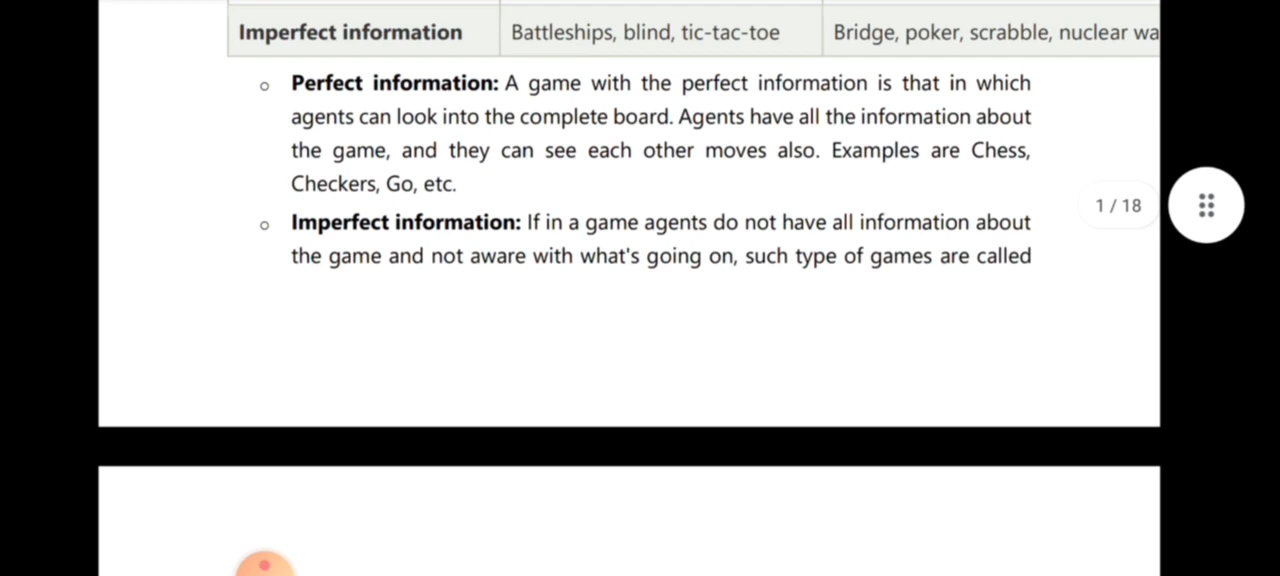 Imperfect information Battleships, blind, tic-tac-toe Bridge, poker, scrabble, nuclear wa
Perfect information: A game with the perfect information is that in which
agents can look into the complete board. Agents have all the information about
the game, and they can see each other moves also. Examples are Chess,
Checkers, Go, etc.
Imperfect information: If in a game agents do not have all information about
the game and not aware with what's going on, such type of games are called
1 / 18